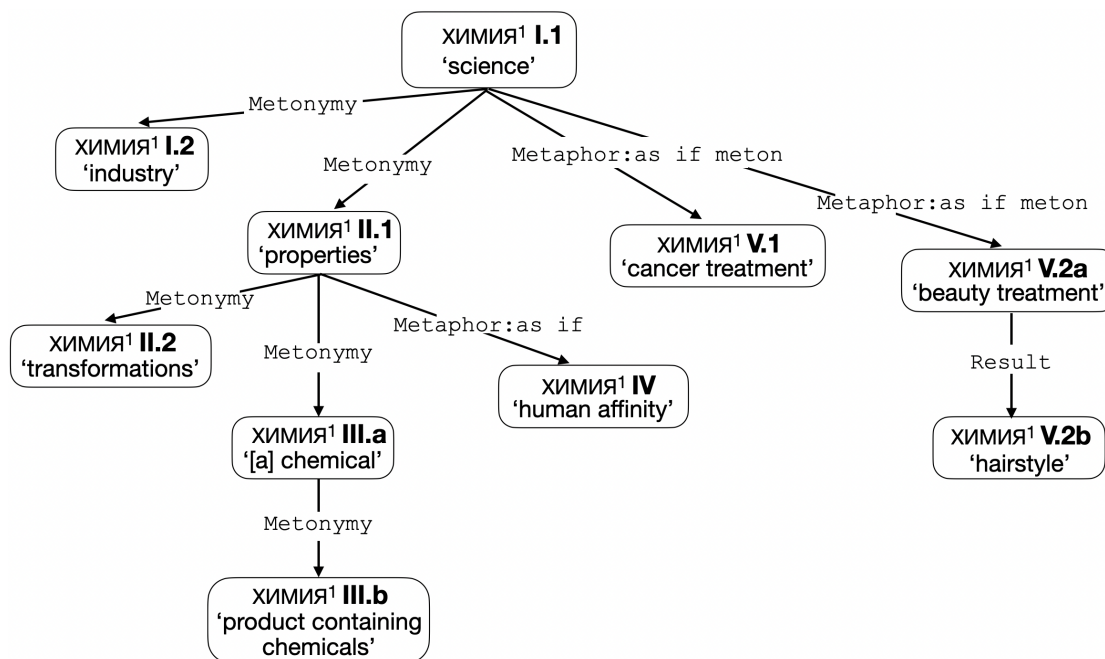 ХИМИЯ¹ I.1
‘science’
Metonymy
ХИМИЯ¹ I.2
‘industry’
Metonymy
Metaphor:as if meton
Metaphor:as if meton
ХИМИЯ¹ II.1
‘properties’
ХИМИЯ¹ V.1
‘cancer treatment’
ХИМИЯ¹ V.2a
‘beauty treatment’
Metonymy
ХИМИЯ¹ II.2
‘transformations’
Metonymy
Metaphor:as if
ХИМИЯ¹ IV
‘human affinity’
Result
ХИМИЯ¹ III.a
‘[a] chemical’
ХИМИЯ¹ V.2b
‘hairstyle’
Metonymy
ХИМИЯ¹ III.b
‘product containing
chemicals’